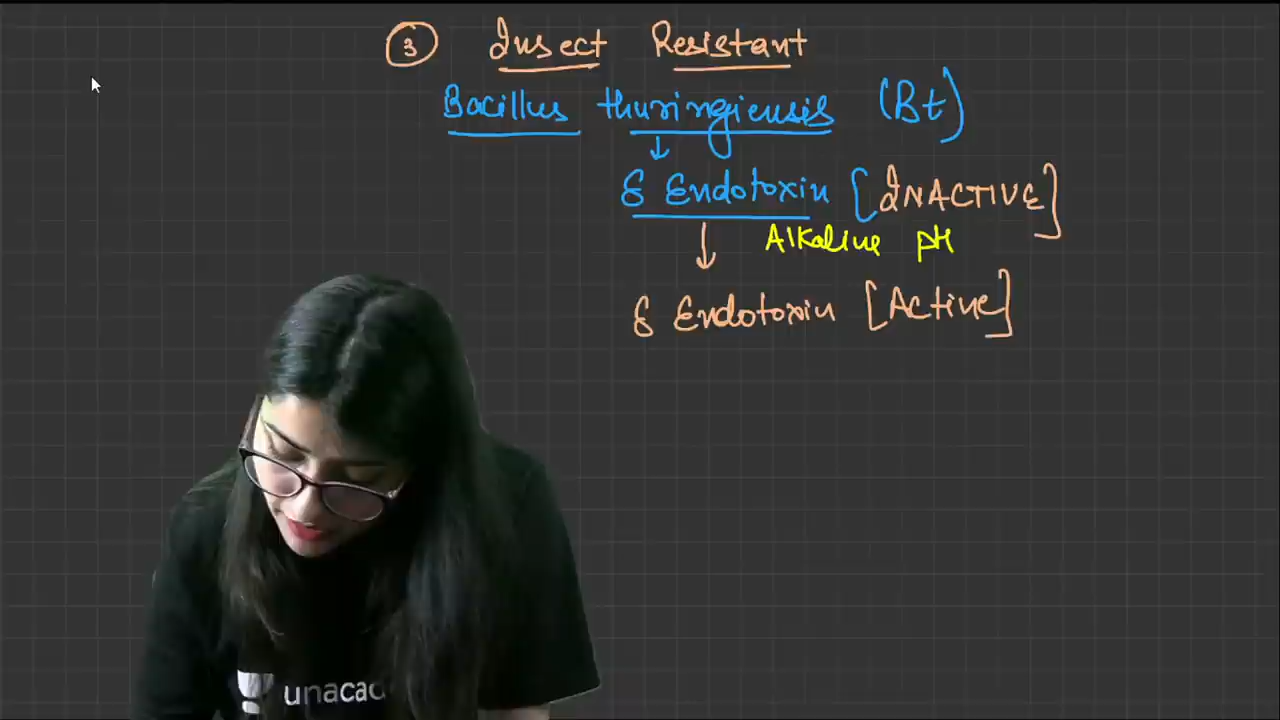 3 Insect Resistant
Bacillus thuringiensis (Bt)
↓
δ Endotoxin [INACTIVE]
↓ Alkaline pH
δ Endotoxin [Active]
unacad